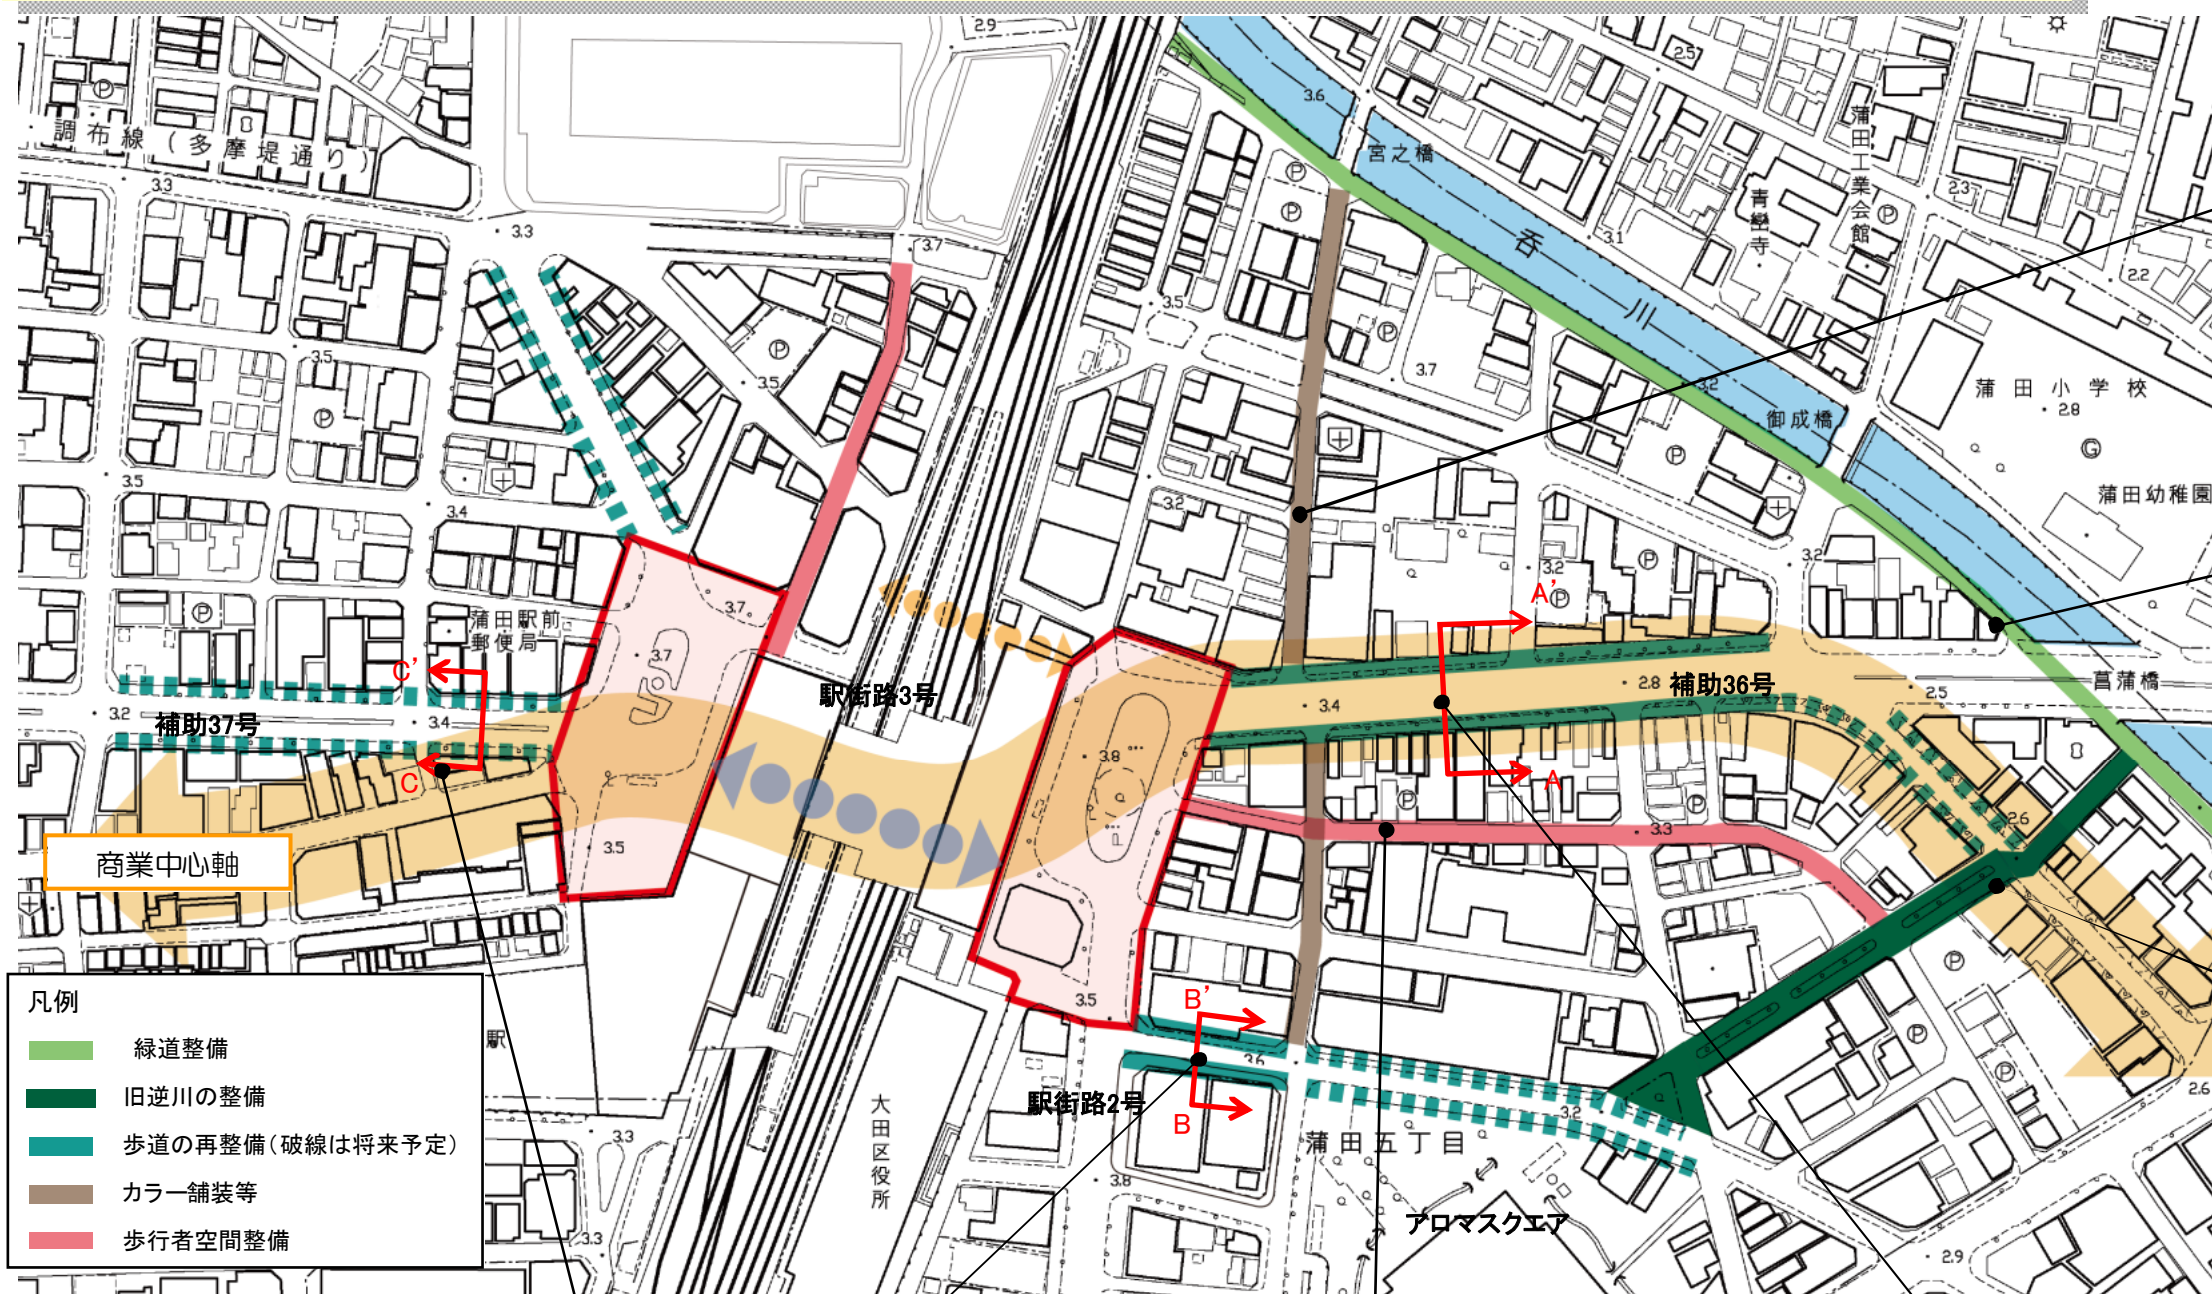 2.9
2.5
3.6
宮之橋
蒲田工業会館
調布線(多摩堤通り)
3.3
2.3
青巒寺
3.3
3.7
呑川
3.1
2.2
3.5
3.5
3.5
3.7
3.2
蒲田小学校
2.8
御成橋
G
3.5
3.4
3.2
蒲田幼稚園
3.2
3.2
A'
3.7
蒲田駅前
郵便局
3.7
C'
駅街路3号
2.8
補助36号
2.5
菖蒲橋
3.2
補助37号
3.4
3.4
3.8
C
A
2.6
3.3
商業中心軸
3.5
3.5
B'
凡例
緑道整備
旧逆川の整備
歩道の再整備(破線は将来予定)
カラー舗装等
歩行者空間整備
駅
3.6
駅街路2号
B
3.2
2.6
大田区役所
3.3
蒲田五丁目
3.8
アロマスクエア
3.3
2.9
P